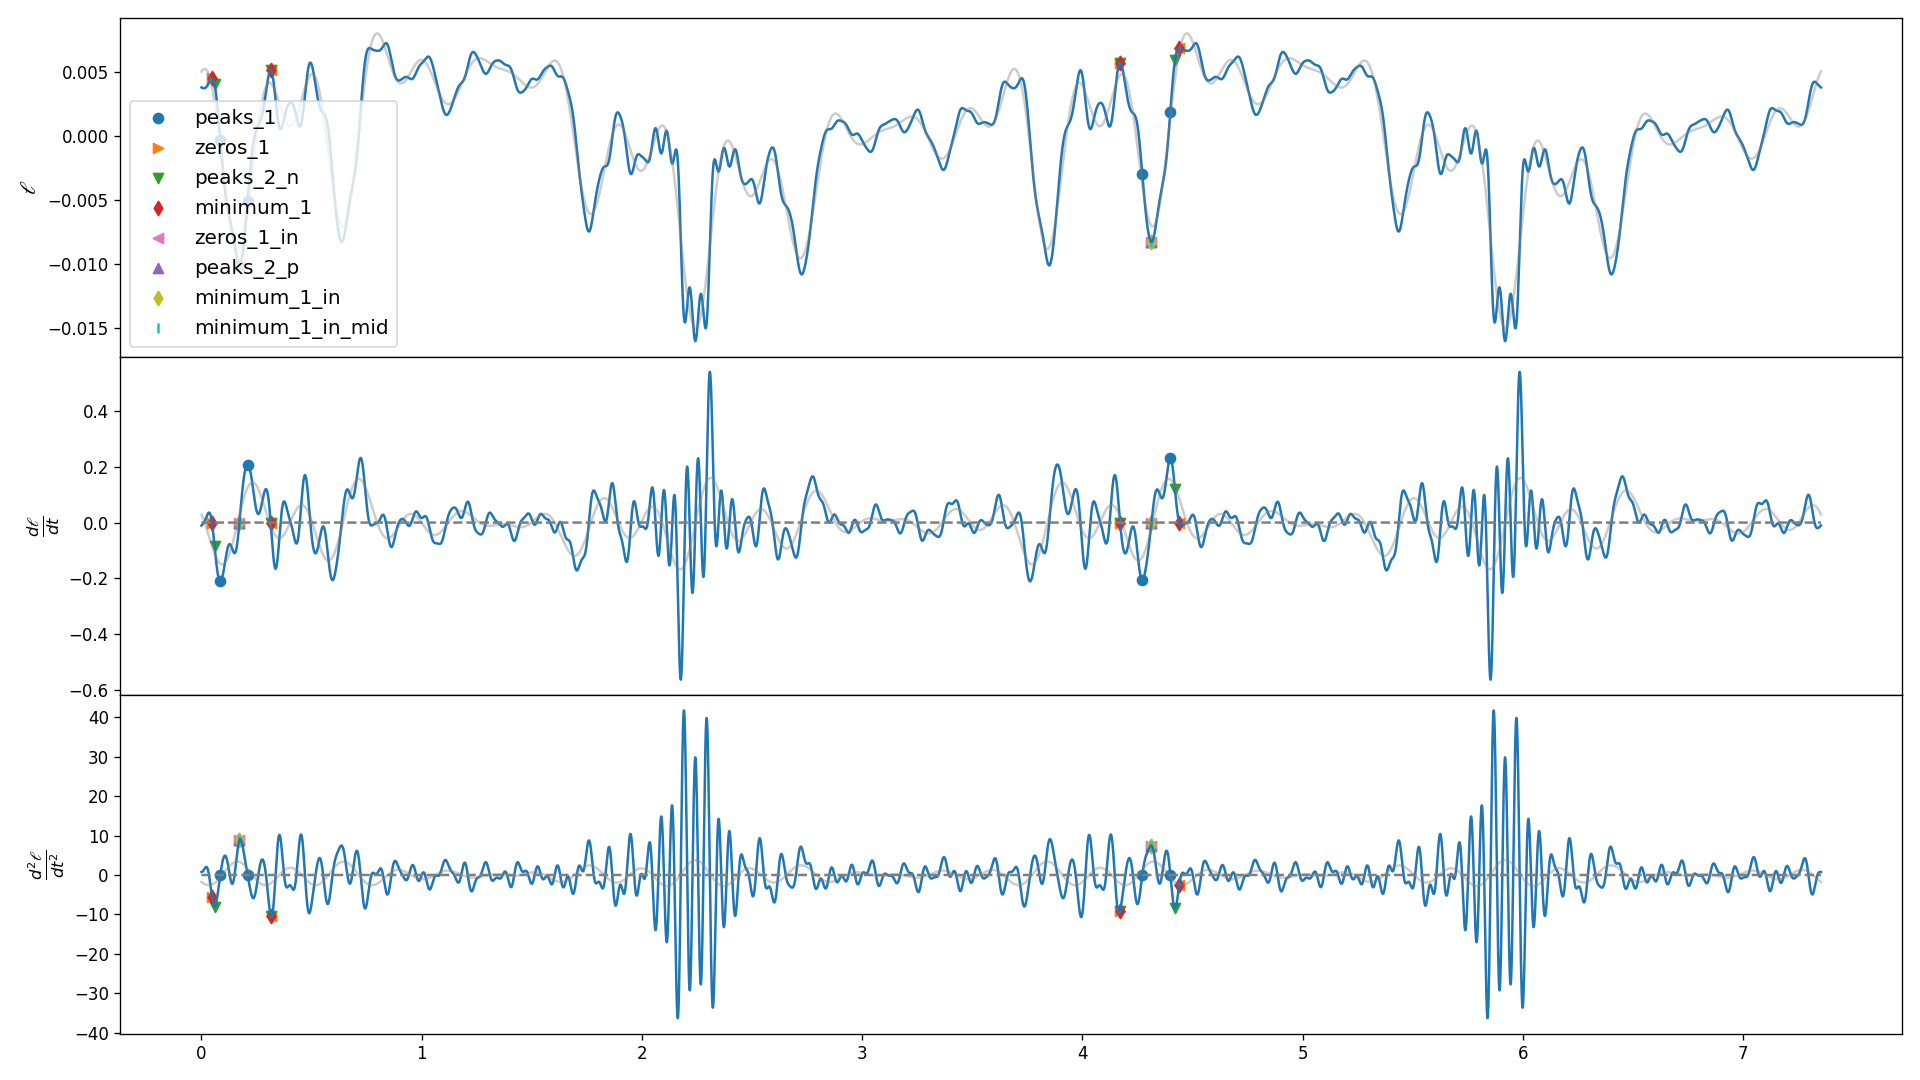 0.005
0.000
−0.005
−0.010
−0.015
ℓ
peaks_1
zeros_1
peaks_2_n
minimum_1
zeros_1_in
peaks_2_p
minimum_1_in
minimum_1_in_mid
0.4
0.2
0.0
−0.2
−0.4
−0.6
dℓ/dt
40
30
20
10
0
−10
−20
−30
−40
d²ℓ/dt²
0 1 2 3 4 5 6 7